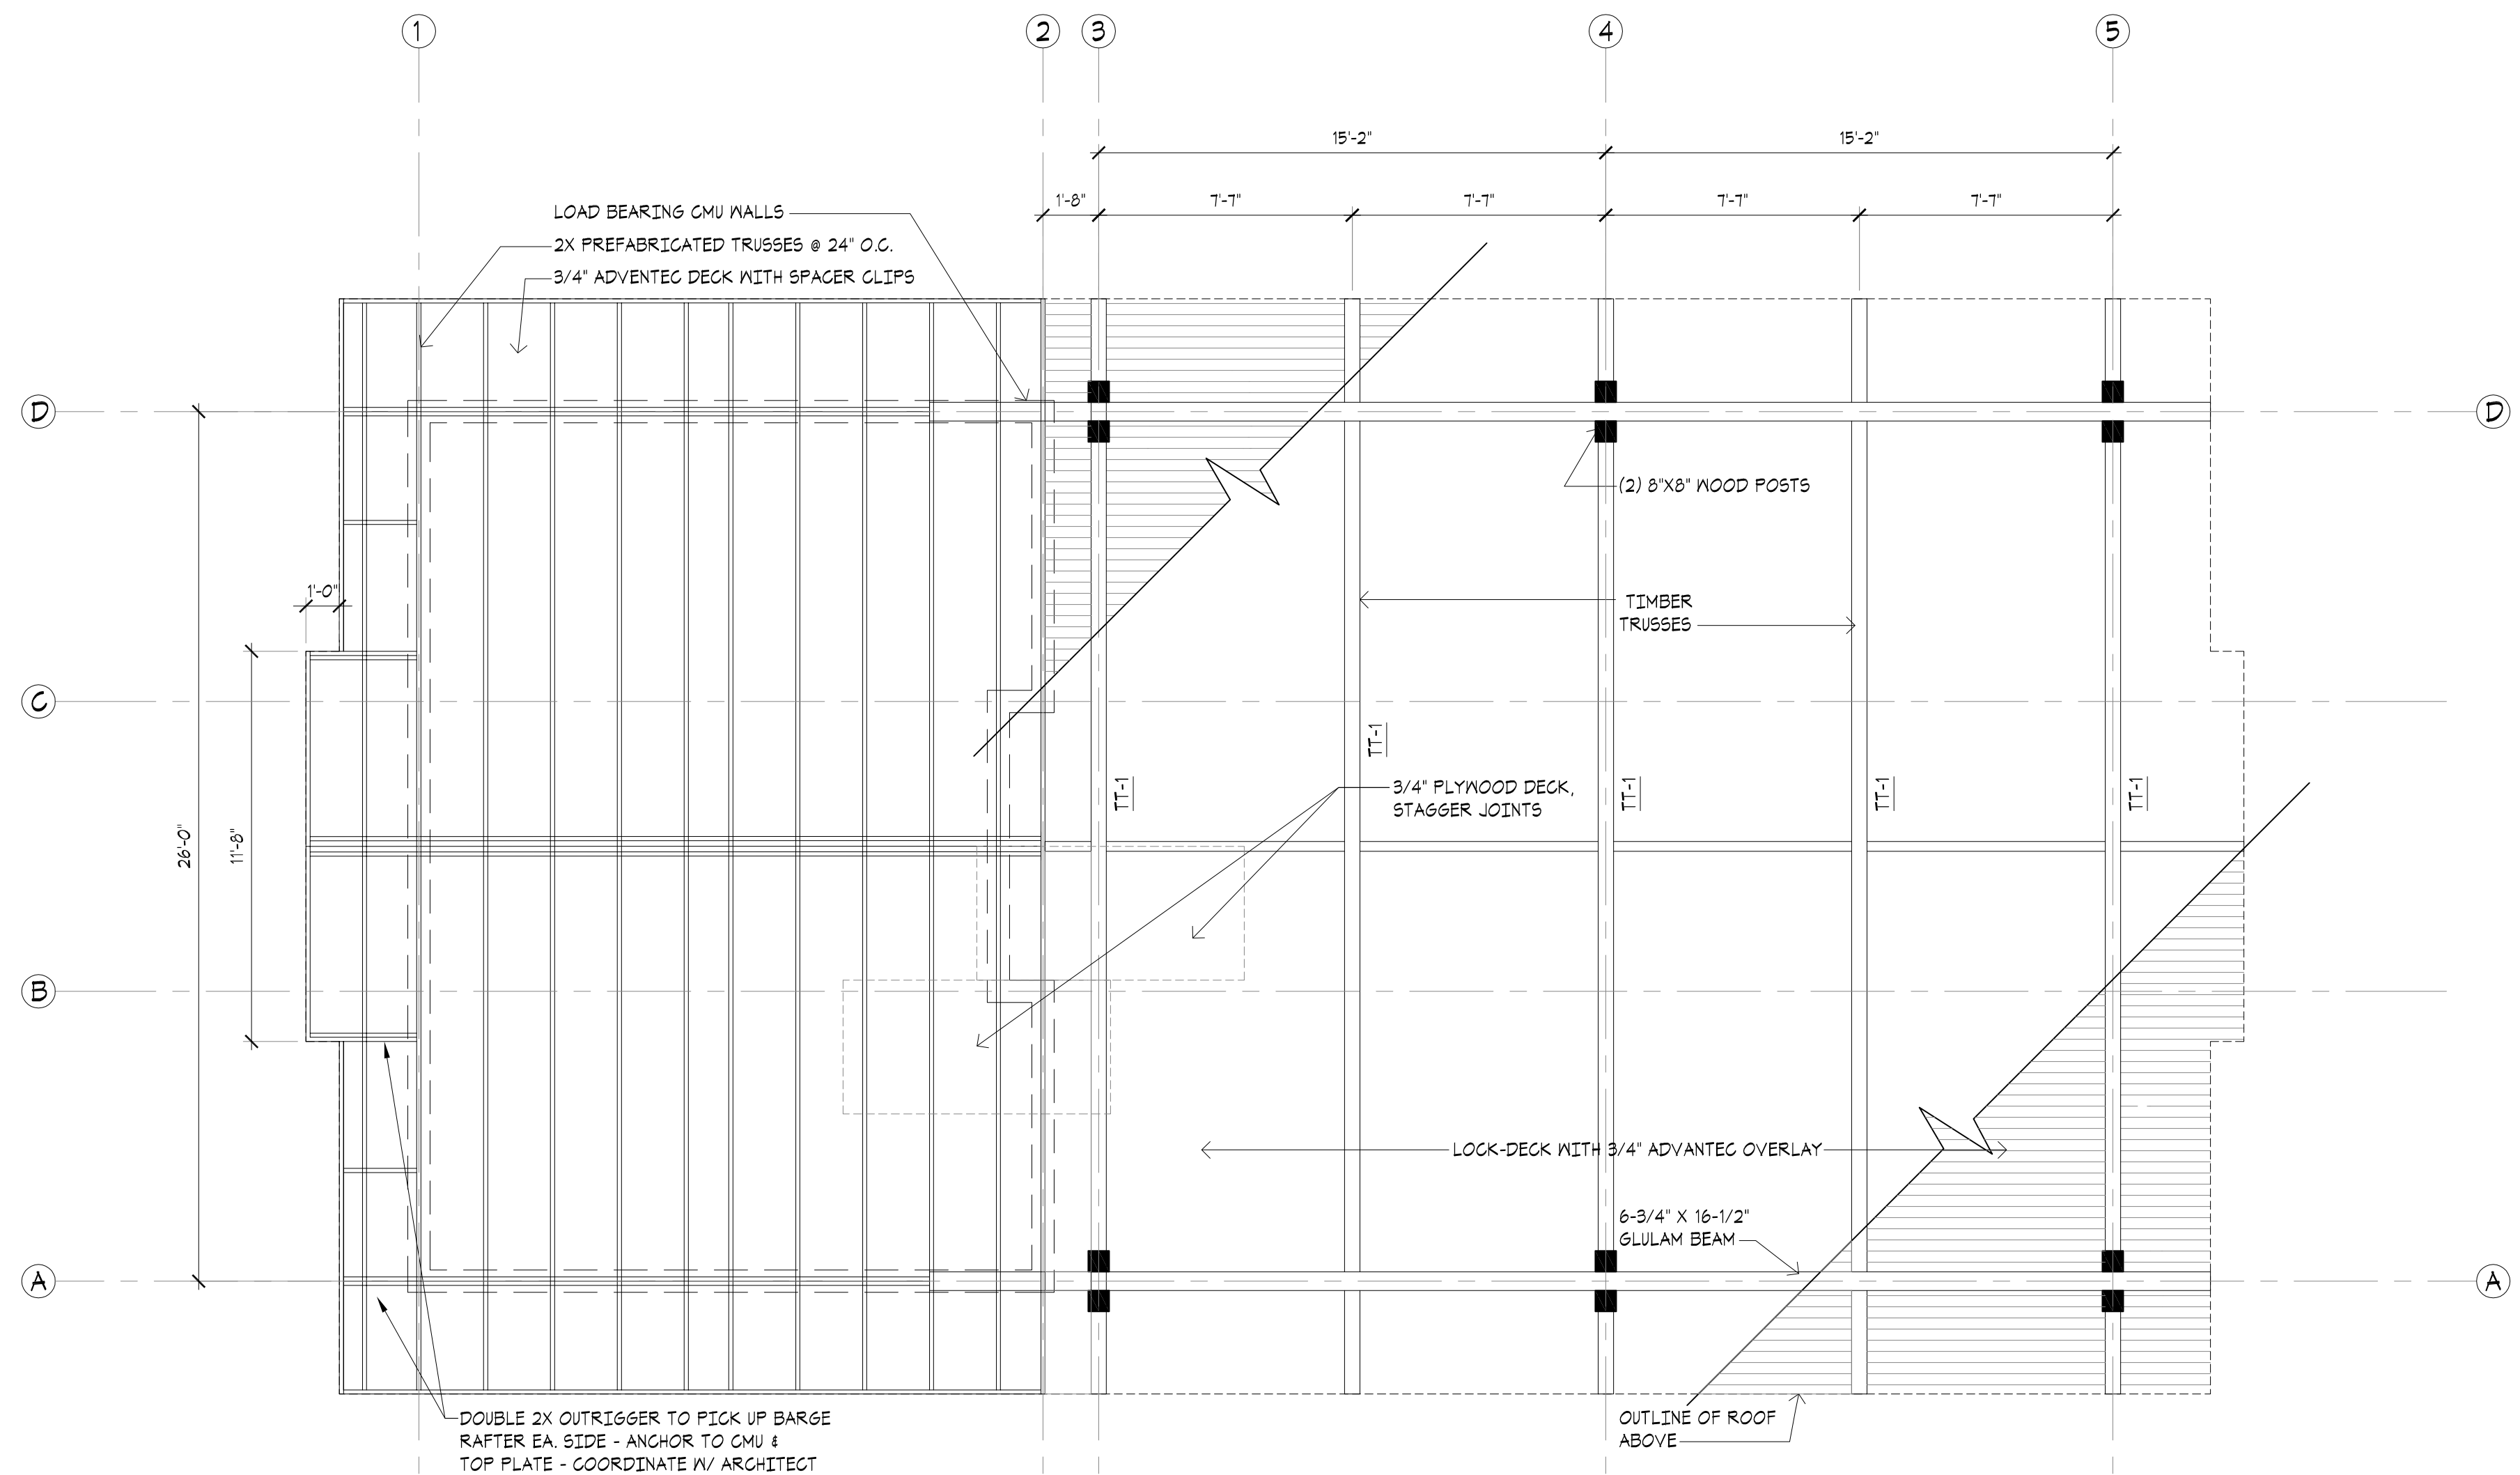 1
2
3
4
5
15'-2"
15'-2"
1'-8"
7'-7"
7'-7"
7'-7"
7'-7"
LOAD BEARING CMU WALLS
2X PREFABRICATED TRUSSES @ 24" O.C.
3/4" ADVENTEC DECK WITH SPACER CLIPS
D
D
(2) 8"X8" WOOD POSTS
1'-0"
TIMBER
TRUSSES
C
TT-1
TT-1
TT-1
TT-1
TT-1
3/4" PLYWOOD DECK,
STAGGER JOINTS
26'-0"
11'-8"
B
LOCK-DECK WITH 3/4" ADVANTEC OVERLAY
6-3/4" X 16-1/2"
GLULAM BEAM
A
A
DOUBLE 2X OUTRIGGER TO PICK UP BARGE
RAFTER EA. SIDE - ANCHOR TO CMU &
TOP PLATE - COORDINATE W/ ARCHITECT
OUTLINE OF ROOF
ABOVE